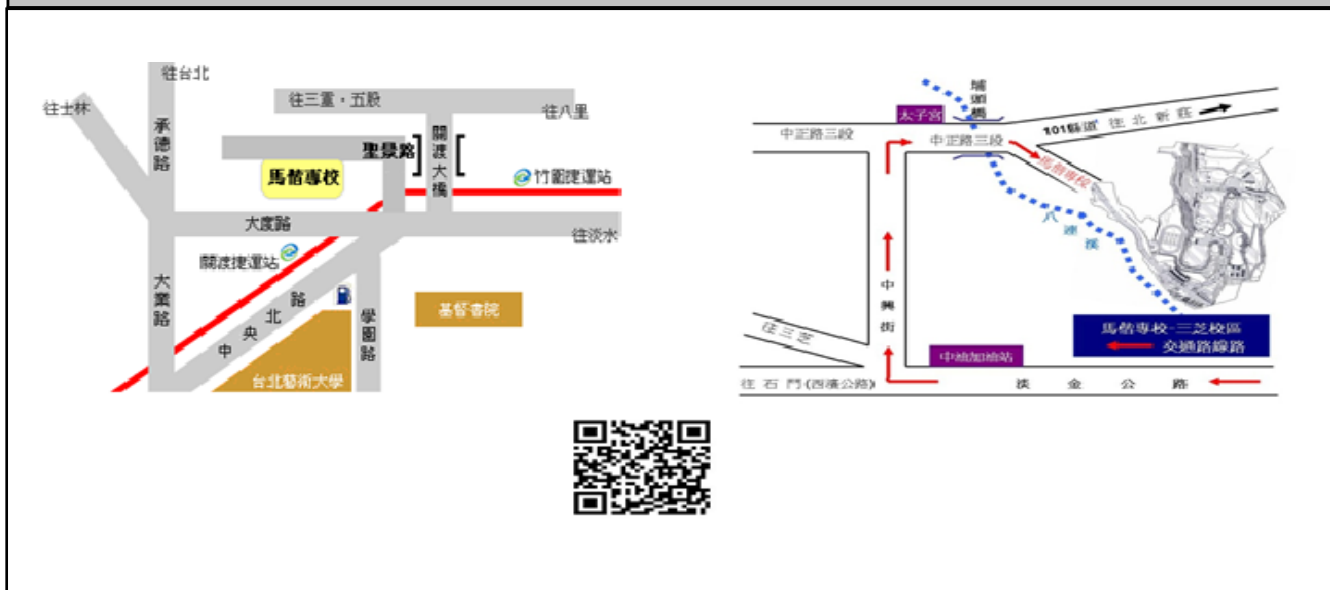 往台北
往士林
往三重，五股
往八里
承德路
關渡大橋
聖景路
馬偕專校
竹圍捷運站
大度路
往淡水
關渡捷運站
大業路
中央北路
學園路
基督書院
台北藝術大學
埔頭橋
太子宮
中正路三段
中正路三段
101縣道 往北新莊
馬偕專校
八連溪
中興街
往三芝
馬偕專校-三芝校區
交通路線路
中油加油站
往石門(西濱公路)
淡金公路